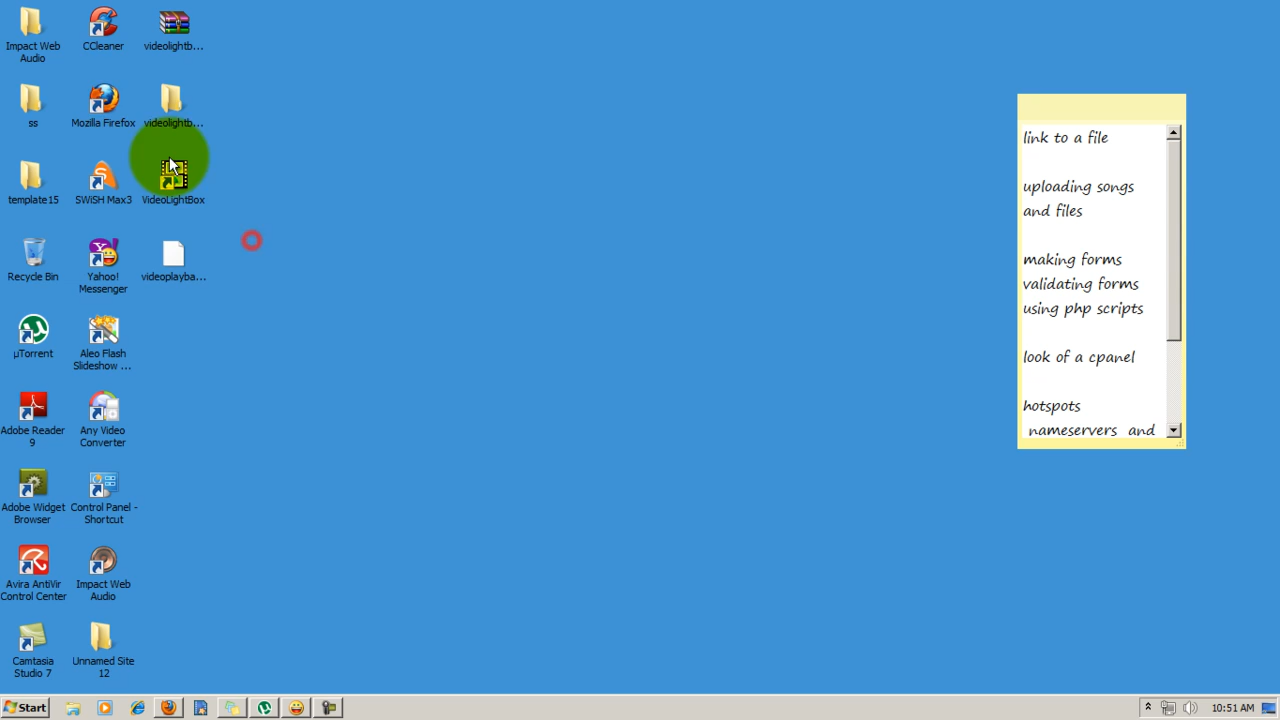 Impact Web
Audio
CCleaner
videolightb...
ss
Mozilla Firefox
videolightb...
template15
SWiSH Max3
VideoLightBox
Recycle Bin
Yahoo!
Messenger
videoplayba...
µTorrent
Aleo Flash
Slideshow ...
Adobe Reader
9
Any Video
Converter
Adobe Widget
Browser
Control Panel -
Shortcut
Avira AntiVir
Control Center
Impact Web
Audio
Camtasia
Studio 7
Unnamed Site
12
link to a file
uploading songs
and files
making forms
validating forms
using php scripts
look of a cpanel
hotspots
nameservers and
Start
10:51 AM